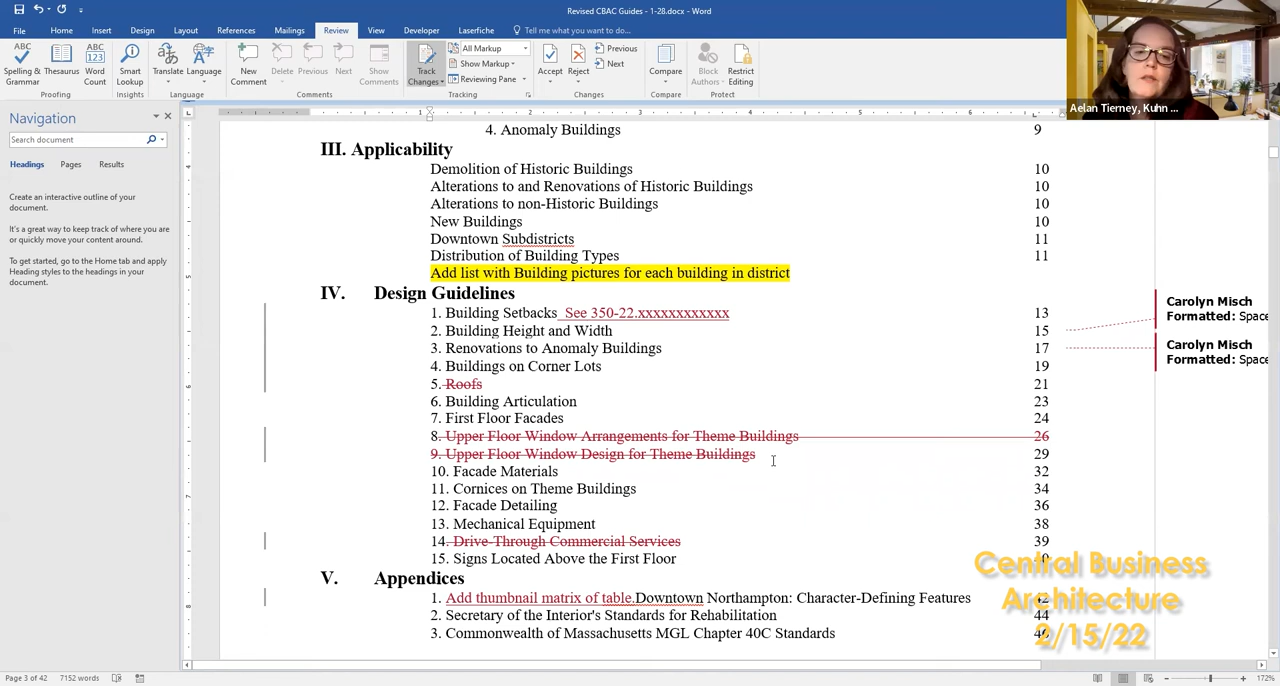 Revised CBAC Guides - 1-28.docx - Word
File Home Insert Draw Design Layout References Mailings Review View Developer Laserfiche Tell me what you want to do...
Spelling & Grammar
Thesaurus
Word Count
Smart Lookup
Translate
Language
New Comment
Delete
Previous
Next
Show Comments
Track Changes
All Markup
Show Markup
Reviewing Pane
Accept
Reject
Previous
Next
Compare
Block Authors
Restrict Editing
Proofing Insights Language Comments Tracking Changes Compare Protect
Aelan Tierney, Kuhn ...
Navigation
Search document
Headings Pages Results
Create an interactive outline of your document.
It's a great way to keep track of where you are or quickly move your content around.
To get started, go to the Home tab and apply Heading styles to the headings in your document.
4. Anomaly Buildings 9
III. Applicability
Demolition of Historic Buildings 10
Alterations to and Renovations of Historic Buildings 10
Alterations to non-Historic Buildings 10
New Buildings 10
Downtown Subdistricts 11
Distribution of Building Types 11
Add list with Building pictures for each building in district
IV. Design Guidelines
1. Building Setbacks See 350-22.xxxxxxxxxxxx 13
2. Building Height and Width 15
3. Renovations to Anomaly Buildings 17
4. Buildings on Corner Lots 19
5. Roofs 21
6. Building Articulation 23
7. First Floor Facades 24
8. Upper Floor Window Arrangements for Theme Buildings 26
9. Upper Floor Window Design for Theme Buildings 29
10. Facade Materials 32
11. Cornices on Theme Buildings 34
12. Facade Detailing 36
13. Mechanical Equipment 38
14. Drive-Through Commercial Services 39
15. Signs Located Above the First Floor
V. Appendices
1. Add thumbnail matrix of table.Downtown Northampton: Character-Defining Features 42
2. Secretary of the Interior's Standards for Rehabilitation 44
3. Commonwealth of Massachusetts MGL Chapter 40C Standards
Carolyn Misch
Formatted: Space
Carolyn Misch
Formatted: Space
Central Business
Architecture
2/15/22
Page 3 of 42 7152 words
172%